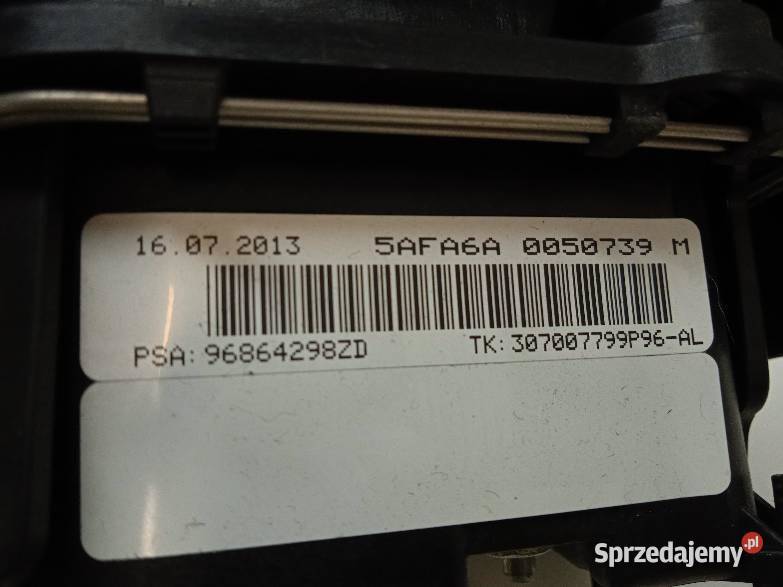 16.07.2013 5AFA6A 0050739 M
PSA: 96864298ZD TK: 307007799P96-AL
Sprzedajemy.pl